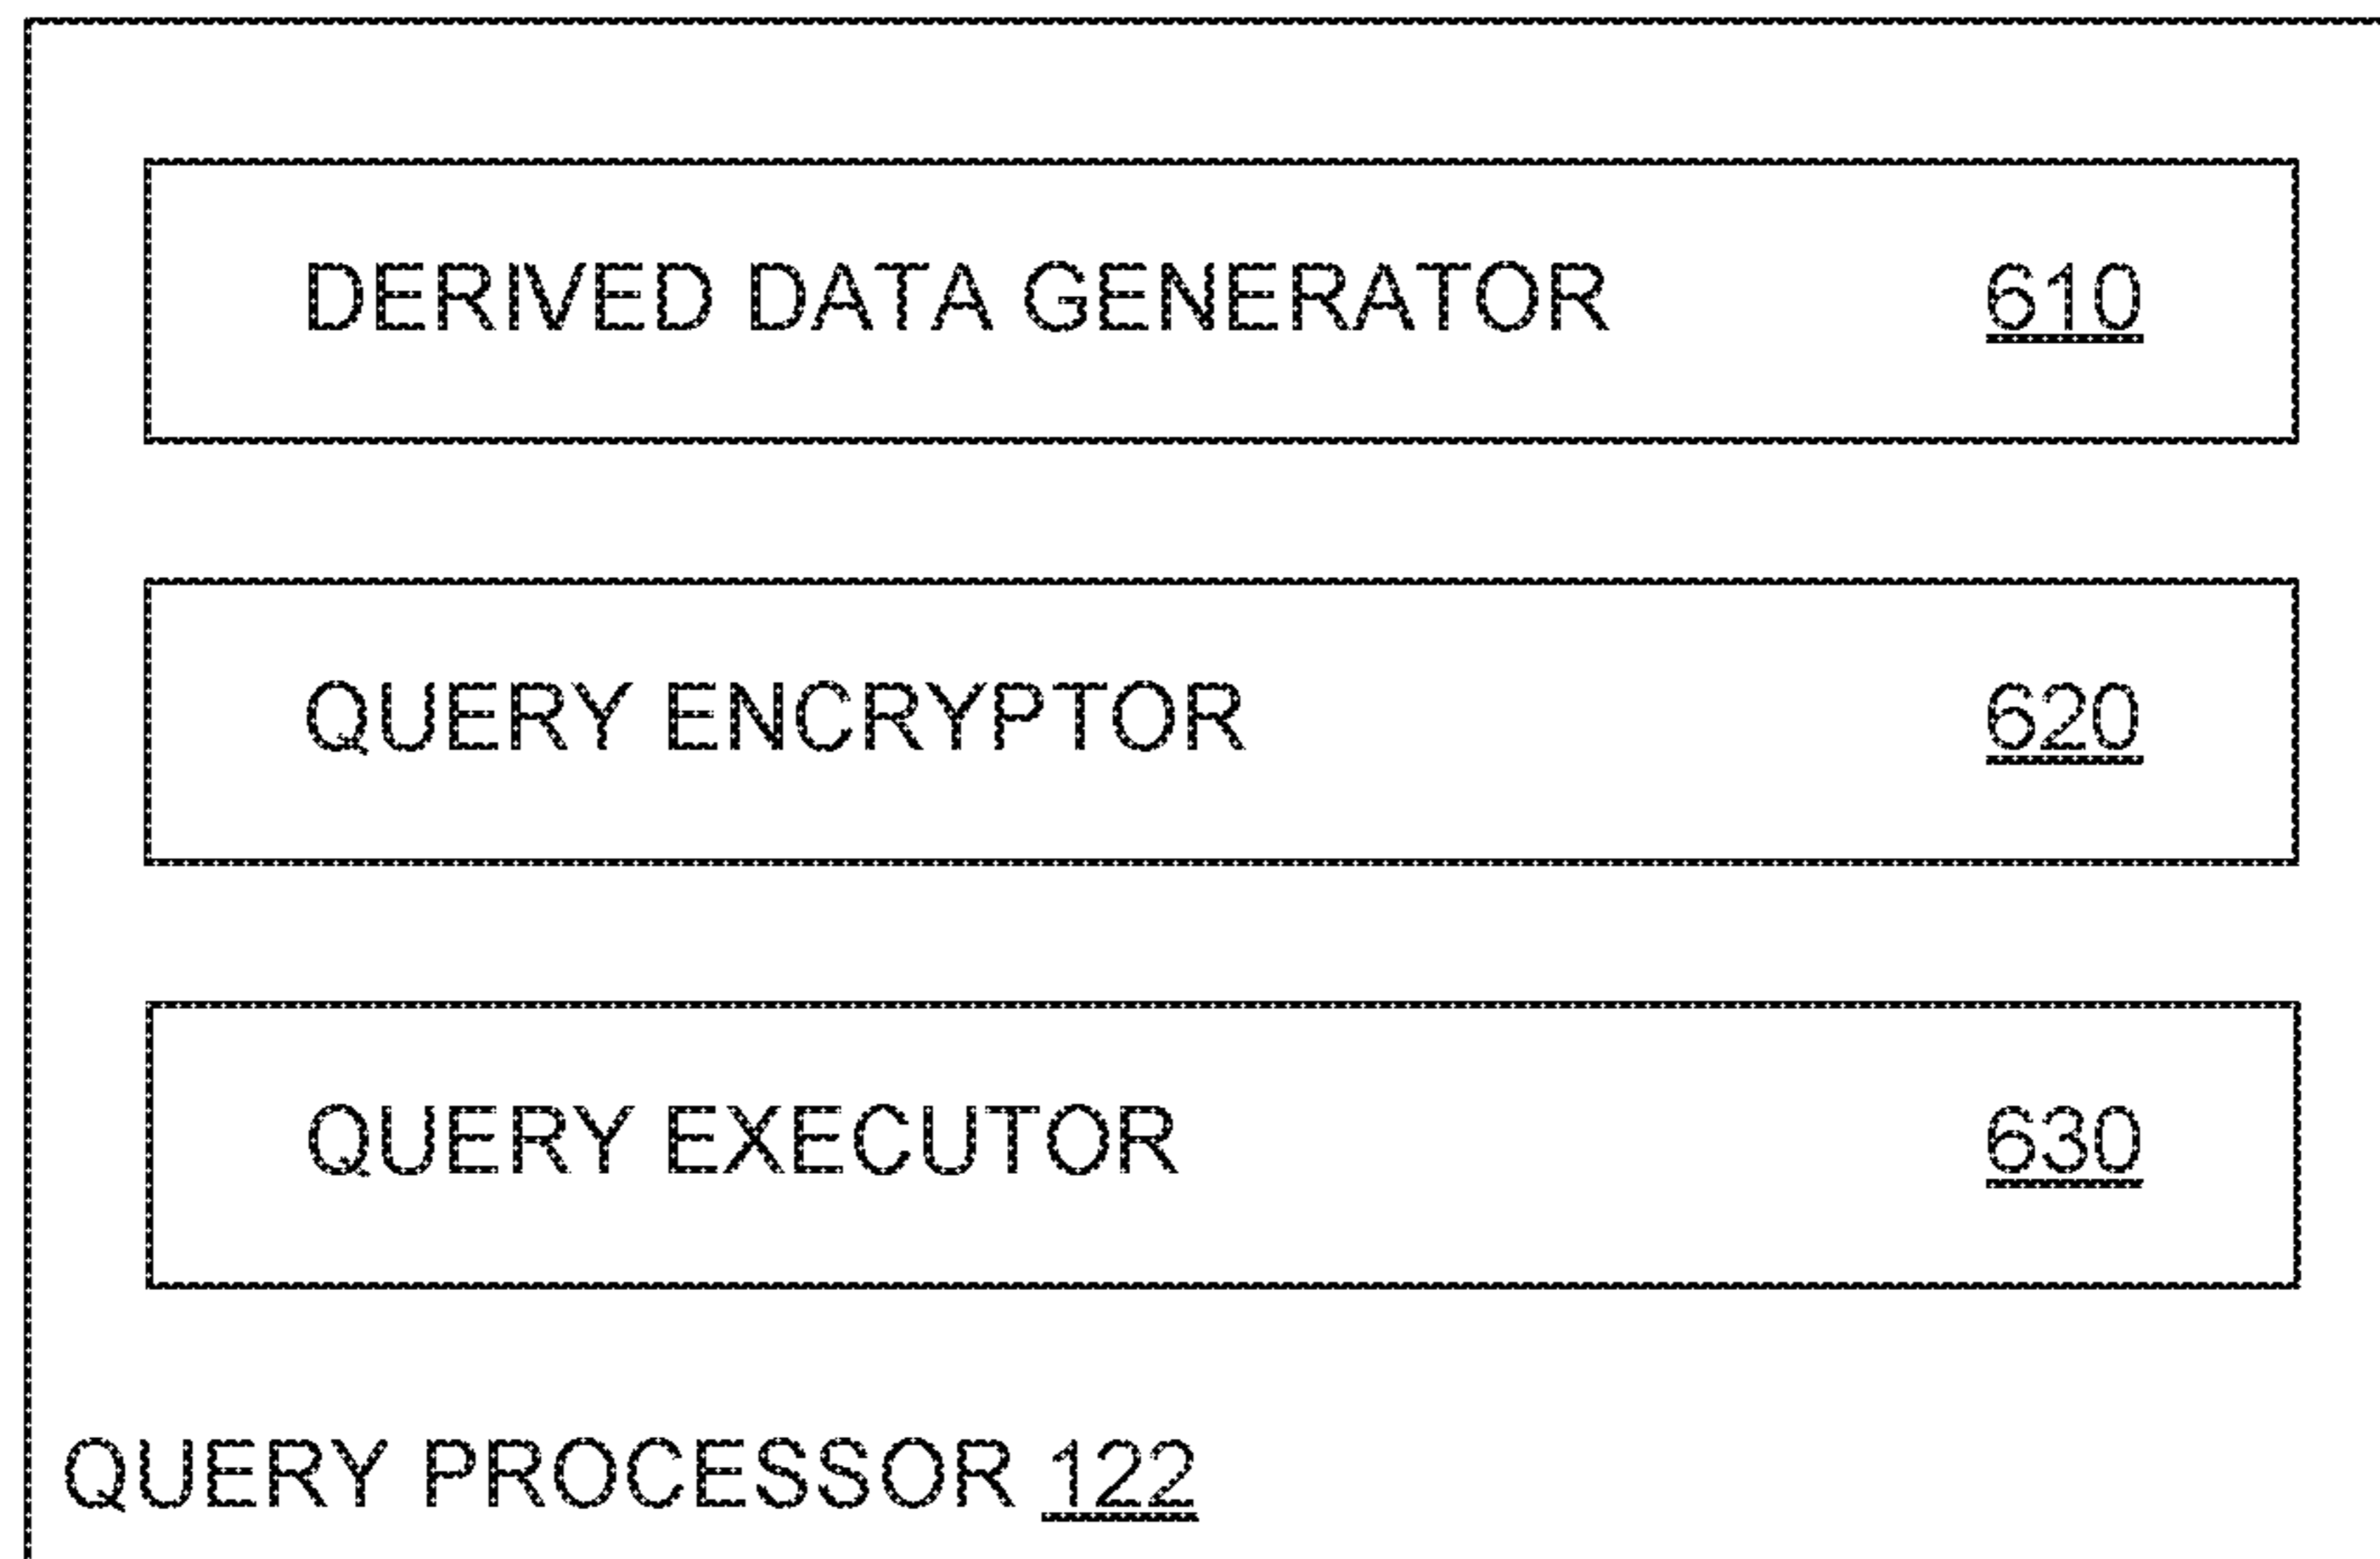 DERIVED DATA GENERATOR 610
QUERY ENCRYPTOR 620
QUERY EXECUTOR 630
QUERY PROCESSOR 122